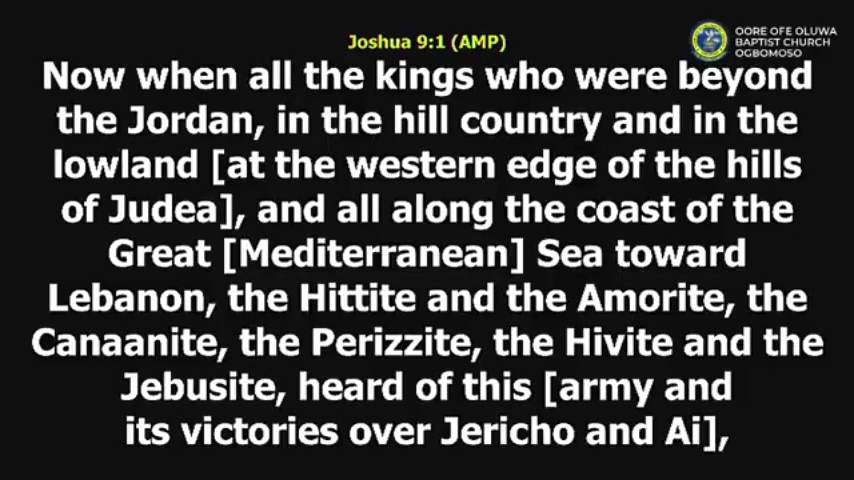 Joshua 9:1 (AMP)
OORE OFE OLUWA
BAPTIST CHURCH
OGBOMOSO
Now when all the kings who were beyond
the Jordan, in the hill country and in the
lowland [at the western edge of the hills
of Judea], and all along the coast of the
Great [Mediterranean] Sea toward
Lebanon, the Hittite and the Amorite, the
Canaanite, the Perizzite, the Hivite and the
Jebusite, heard of this [army and
its victories over Jericho and Ai],